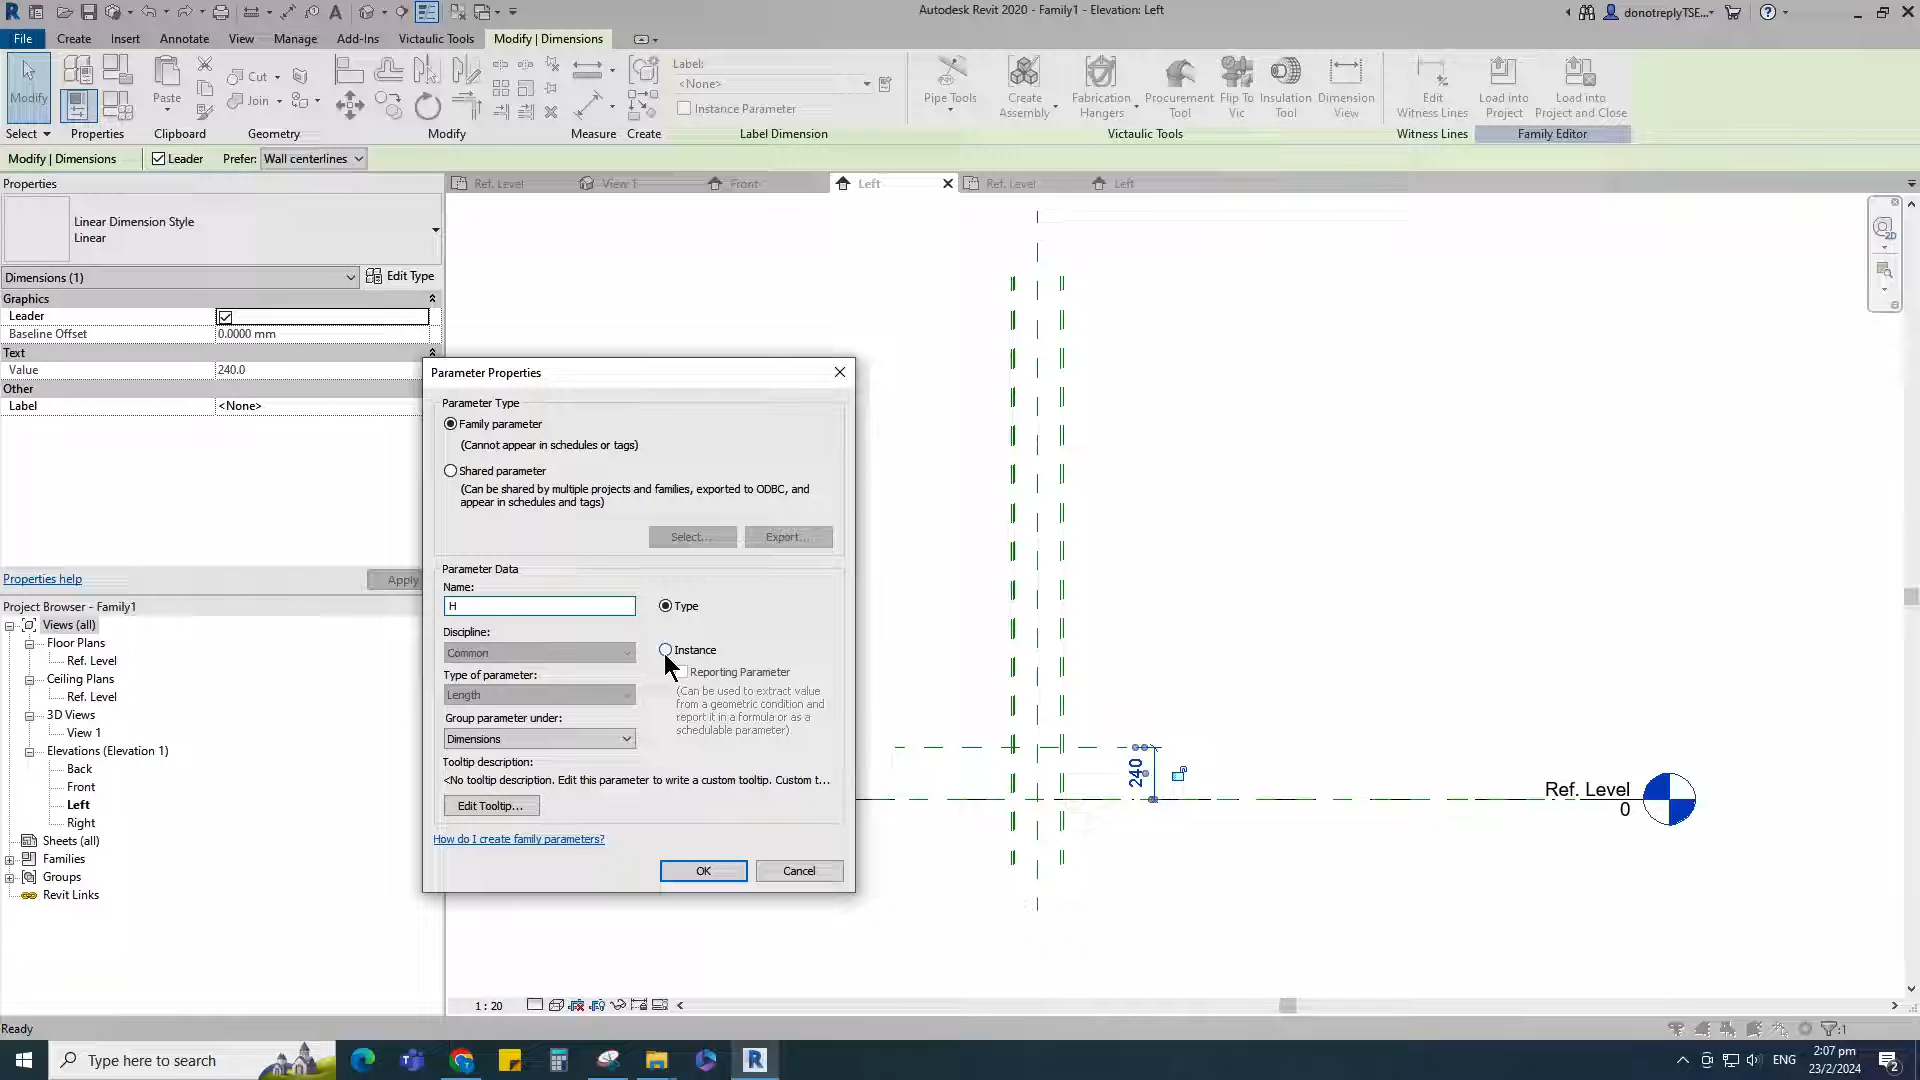 Autodesk Revit 2020 - Family1 - Elevation: Left
donotreplyTSE...
File Create Insert Annotate View Manage Add-Ins Victaulic Tools Modify | Dimensions
Modify
Paste
Cut
Join
Label:
<None>
Instance Parameter
Pipe Tools
Create Assembly
Fabrication Hangers
Procurement Tool
Flip To Vic
Insulation Tool
Dimension View
Edit Witness Lines
Load into Project
Load into Project and Close
Select Properties Clipboard Geometry Modify Measure Create Label Dimension Victaulic Tools Witness Lines Family Editor
Modify | Dimensions Leader Prefer: Wall centerlines
Properties
Ref. Level View 1 Front Left Ref. Level Left
Linear Dimension Style
Linear
Dimensions (1) Edit Type
Graphics
Leader
Baseline Offset 0.0000 mm
Text
Value 240.0
Other
Label <None>
Properties help Apply
Project Browser - Family1
Views (all)
Floor Plans
Ref. Level
Ceiling Plans
Ref. Level
3D Views
View 1
Elevations (Elevation 1)
Back
Front
Left
Right
Sheets (all)
Families
Groups
Revit Links
Parameter Properties
Parameter Type
Family parameter
(Cannot appear in schedules or tags)
Shared parameter
(Can be shared by multiple projects and families, exported to ODBC, and
appear in schedules and tags)
Select... Export...
Parameter Data
Name:
H
Type
Discipline:
Common
Instance
Type of parameter:
Reporting Parameter
Length
(Can be used to extract value
from a geometric condition and
report it in a formula or as a
schedulable parameter)
Group parameter under:
Dimensions
Tooltip description:
<No tooltip description. Edit this parameter to write a custom tooltip. Custom t...
Edit Tooltip...
How do I create family parameters?
OK Cancel
240
Ref. Level
0
1 : 20
Ready
:1
Type here to search
ENG
2:07 pm
23/2/2024
2